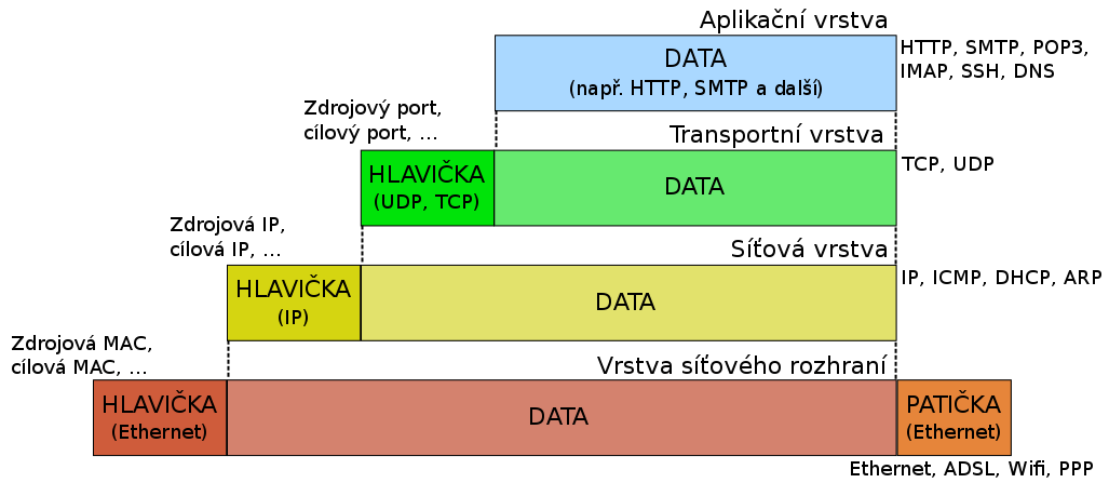 Aplikační vrstva
DATA
(např. HTTP, SMTP a další)
HTTP, SMTP, POP3,
IMAP, SSH, DNS
Zdrojový port,
cílový port, ...
Transportní vrstva
HLAVIČKA
(UDP, TCP)
DATA
TCP, UDP
Zdrojová IP,
cílová IP, ...
Síťová vrstva
HLAVIČKA
(IP)
DATA
IP, ICMP, DHCP, ARP
Zdrojová MAC,
cílová MAC, ...
Vrstva síťového rozhraní
HLAVIČKA
(Ethernet)
DATA
PATIČKA
(Ethernet)
Ethernet, ADSL, Wifi, PPP